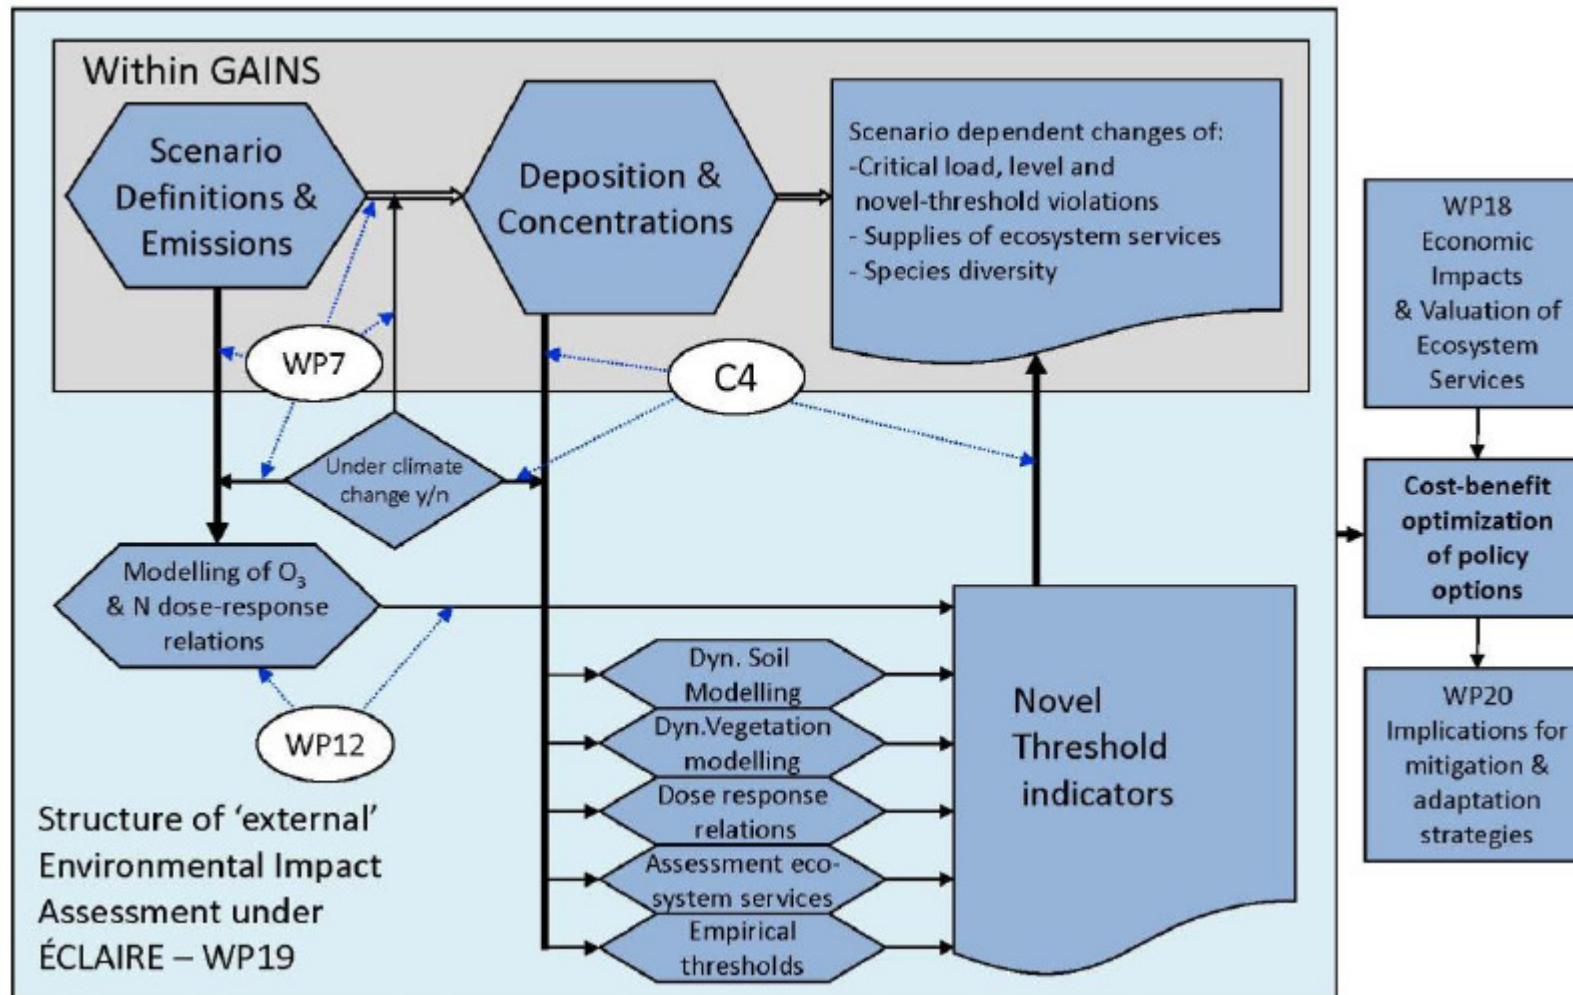 Within GAINS
Scenario
Definitions &
Emissions
Deposition &
Concentrations
Scenario dependent changes of:
-Critical load, level and
novel-threshold violations
- Supplies of ecosystem services
- Species diversity
WP7
C4
Under climate
change y/n
Modelling of O₃
& N dose-response
relations
WP12
Dyn. Soil
Modelling
Dyn.Vegetation
modelling
Dose response
relations
Assessment eco-
system services
Empirical
thresholds
Novel
Threshold
indicators
Structure of ‘external’
Environmental Impact
Assessment under
ÉCLAIRE – WP19
WP18
Economic
Impacts
& Valuation of
Ecosystem
Services
Cost-benefit
optimization
of policy
options
WP20
Implications for
mitigation &
adaptation
strategies